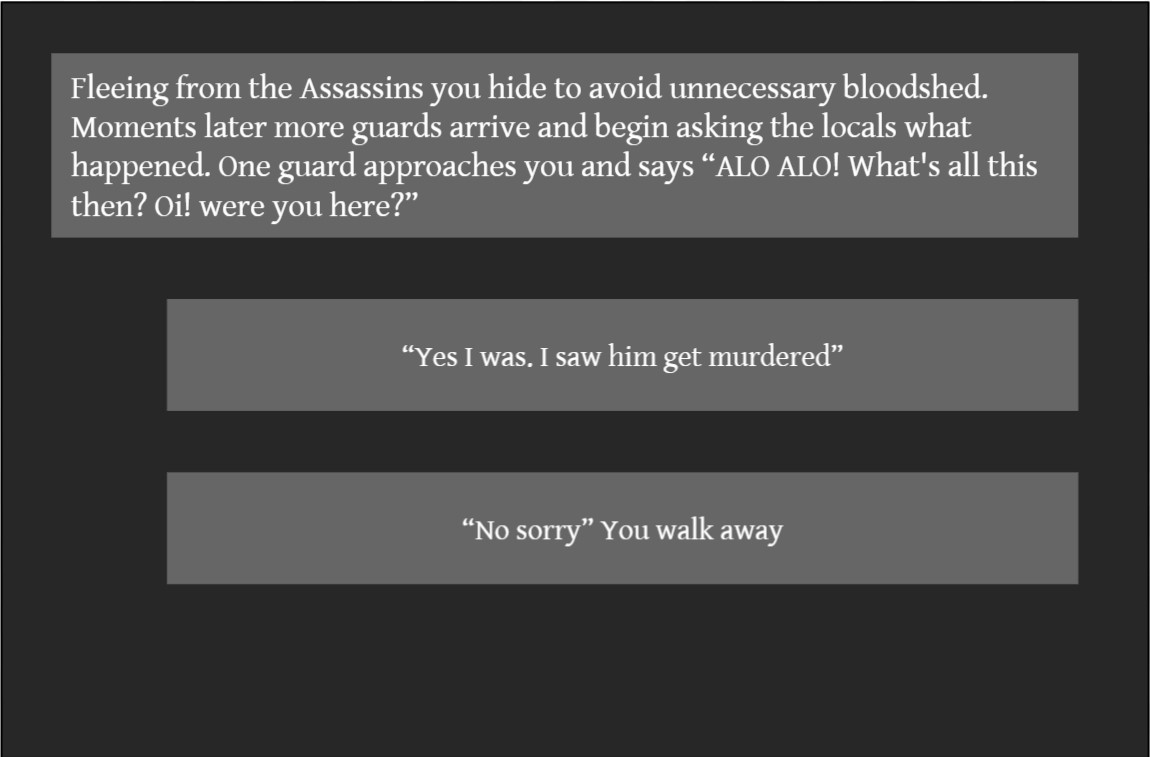 Fleeing from the Assassins you hide to avoid unnecessary bloodshed.
Moments later more guards arrive and begin asking the locals what
happened. One guard approaches you and says “ALO ALO! What's all this
then? Oi! were you here?”
“Yes I was. I saw him get murdered”
“No sorry” You walk away